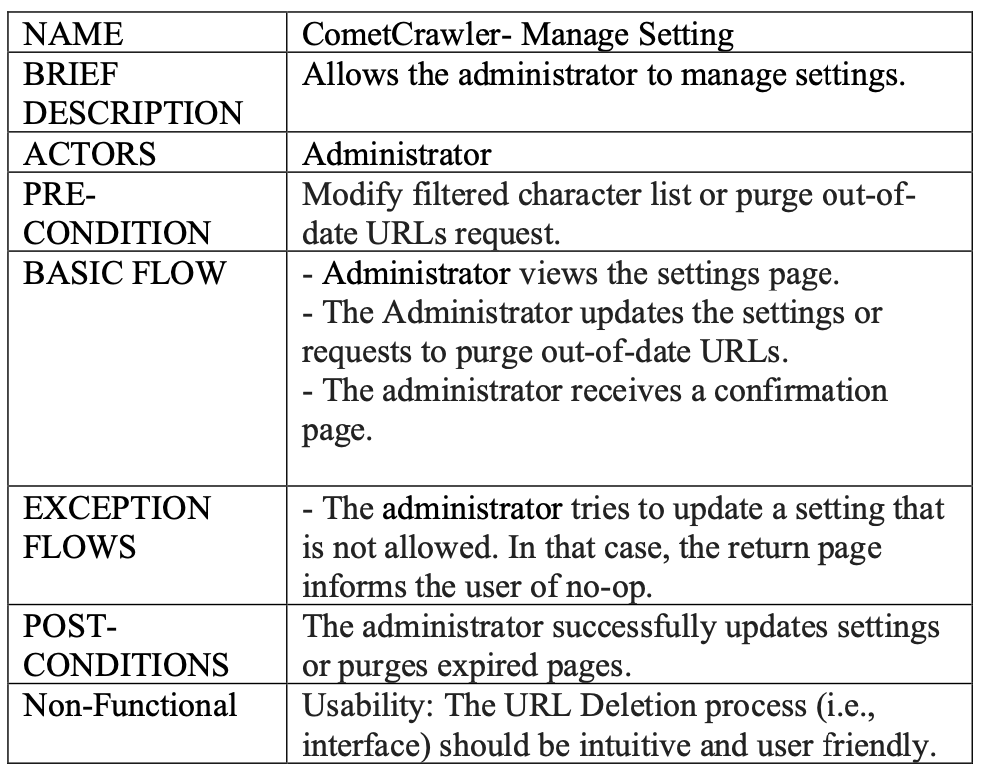 NAME
CometCrawler- Manage Setting
BRIEF
DESCRIPTION
Allows the administrator to manage settings.
ACTORS
Administrator
PRE-
CONDITION
Modify filtered character list or purge out-of-
date URLs request.
BASIC FLOW
- Administrator views the settings page.
- The Administrator updates the settings or
requests to purge out-of-date URLs.
- The administrator receives a confirmation
page.
EXCEPTION
FLOWS
- The administrator tries to update a setting that
is not allowed. In that case, the return page
informs the user of no-op.
POST-
CONDITIONS
The administrator successfully updates settings
or purges expired pages.
Non-Functional
Usability: The URL Deletion process (i.e.,
interface) should be intuitive and user friendly.